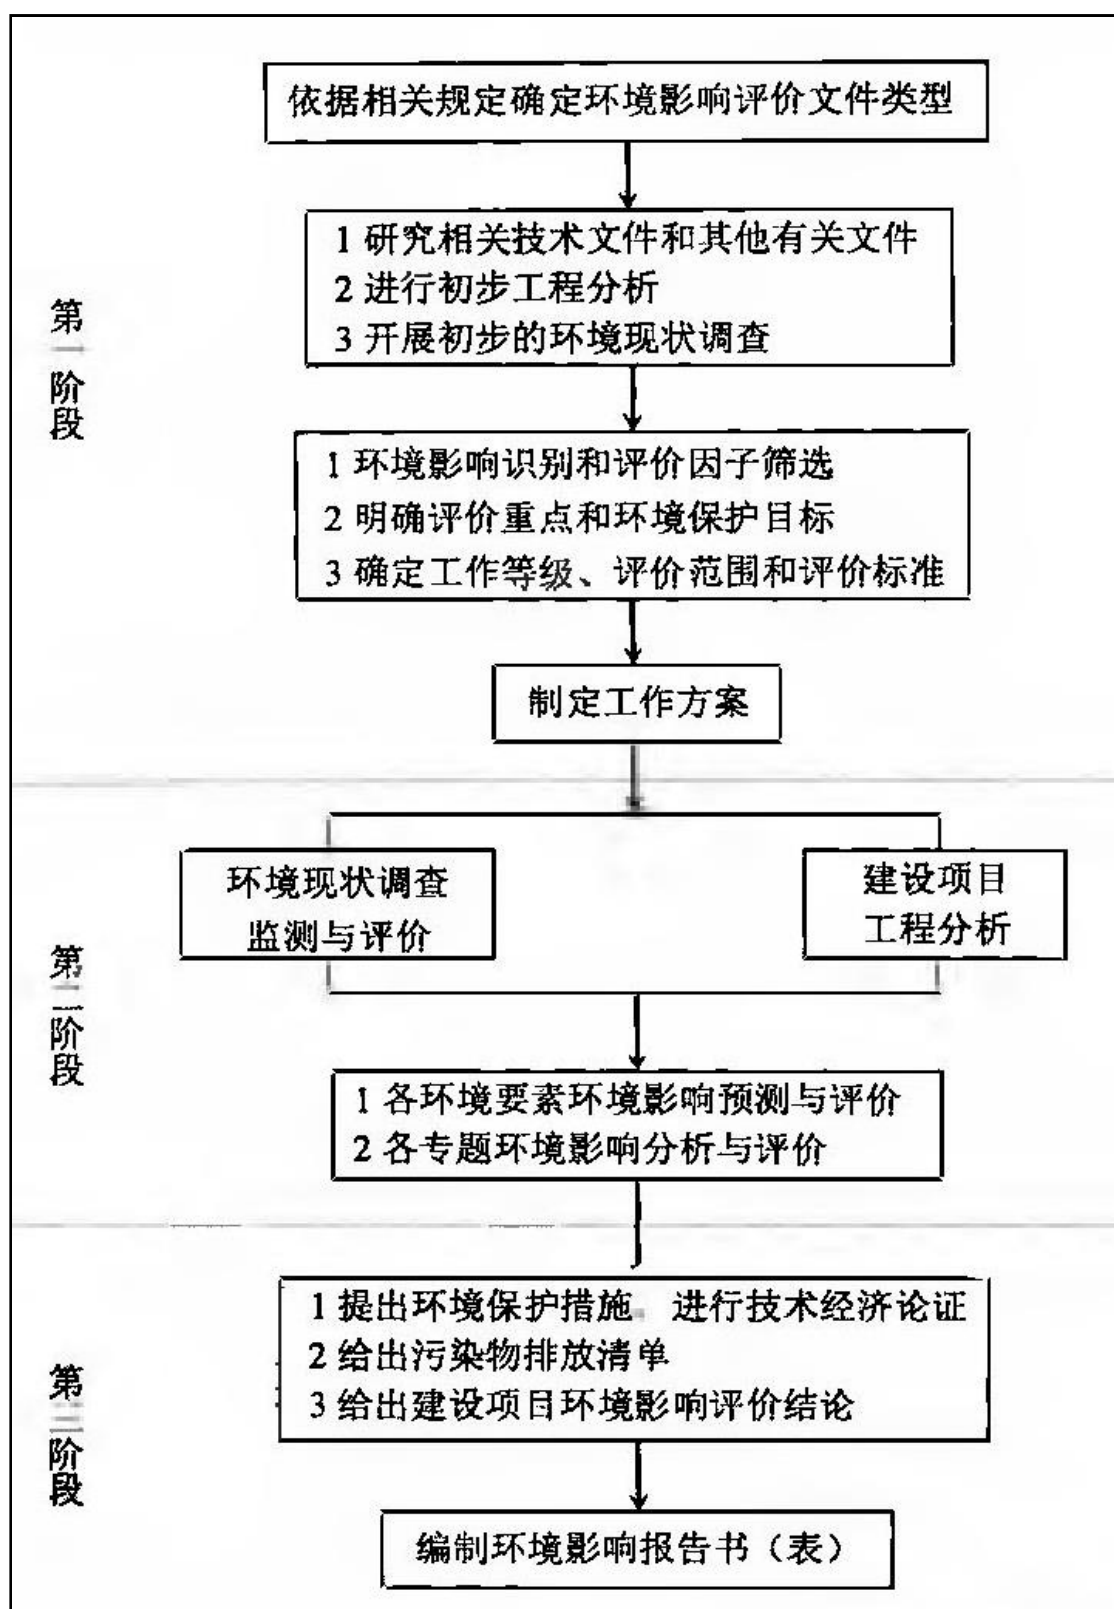 依据相关规定确定环境影响评价文件类型
1 研究相关技术文件和其他有关文件
2 进行初步工程分析
3 开展初步的环境现状调查
第一阶段
1 环境影响识别和评价因子筛选
2 明确评价重点和环境保护目标
3 确定工作等级、评价范围和评价标准
制定工作方案
环境现状调查
监测与评价
建设项目
工程分析
第二阶段
1 各环境要素环境影响预测与评价
2 各专题环境影响分析与评价
1 提出环境保护措施 进行技术经济论证
2 给出污染物排放清单
3 给出建设项目环境影响评价结论
第三阶段
编制环境影响报告书（表）